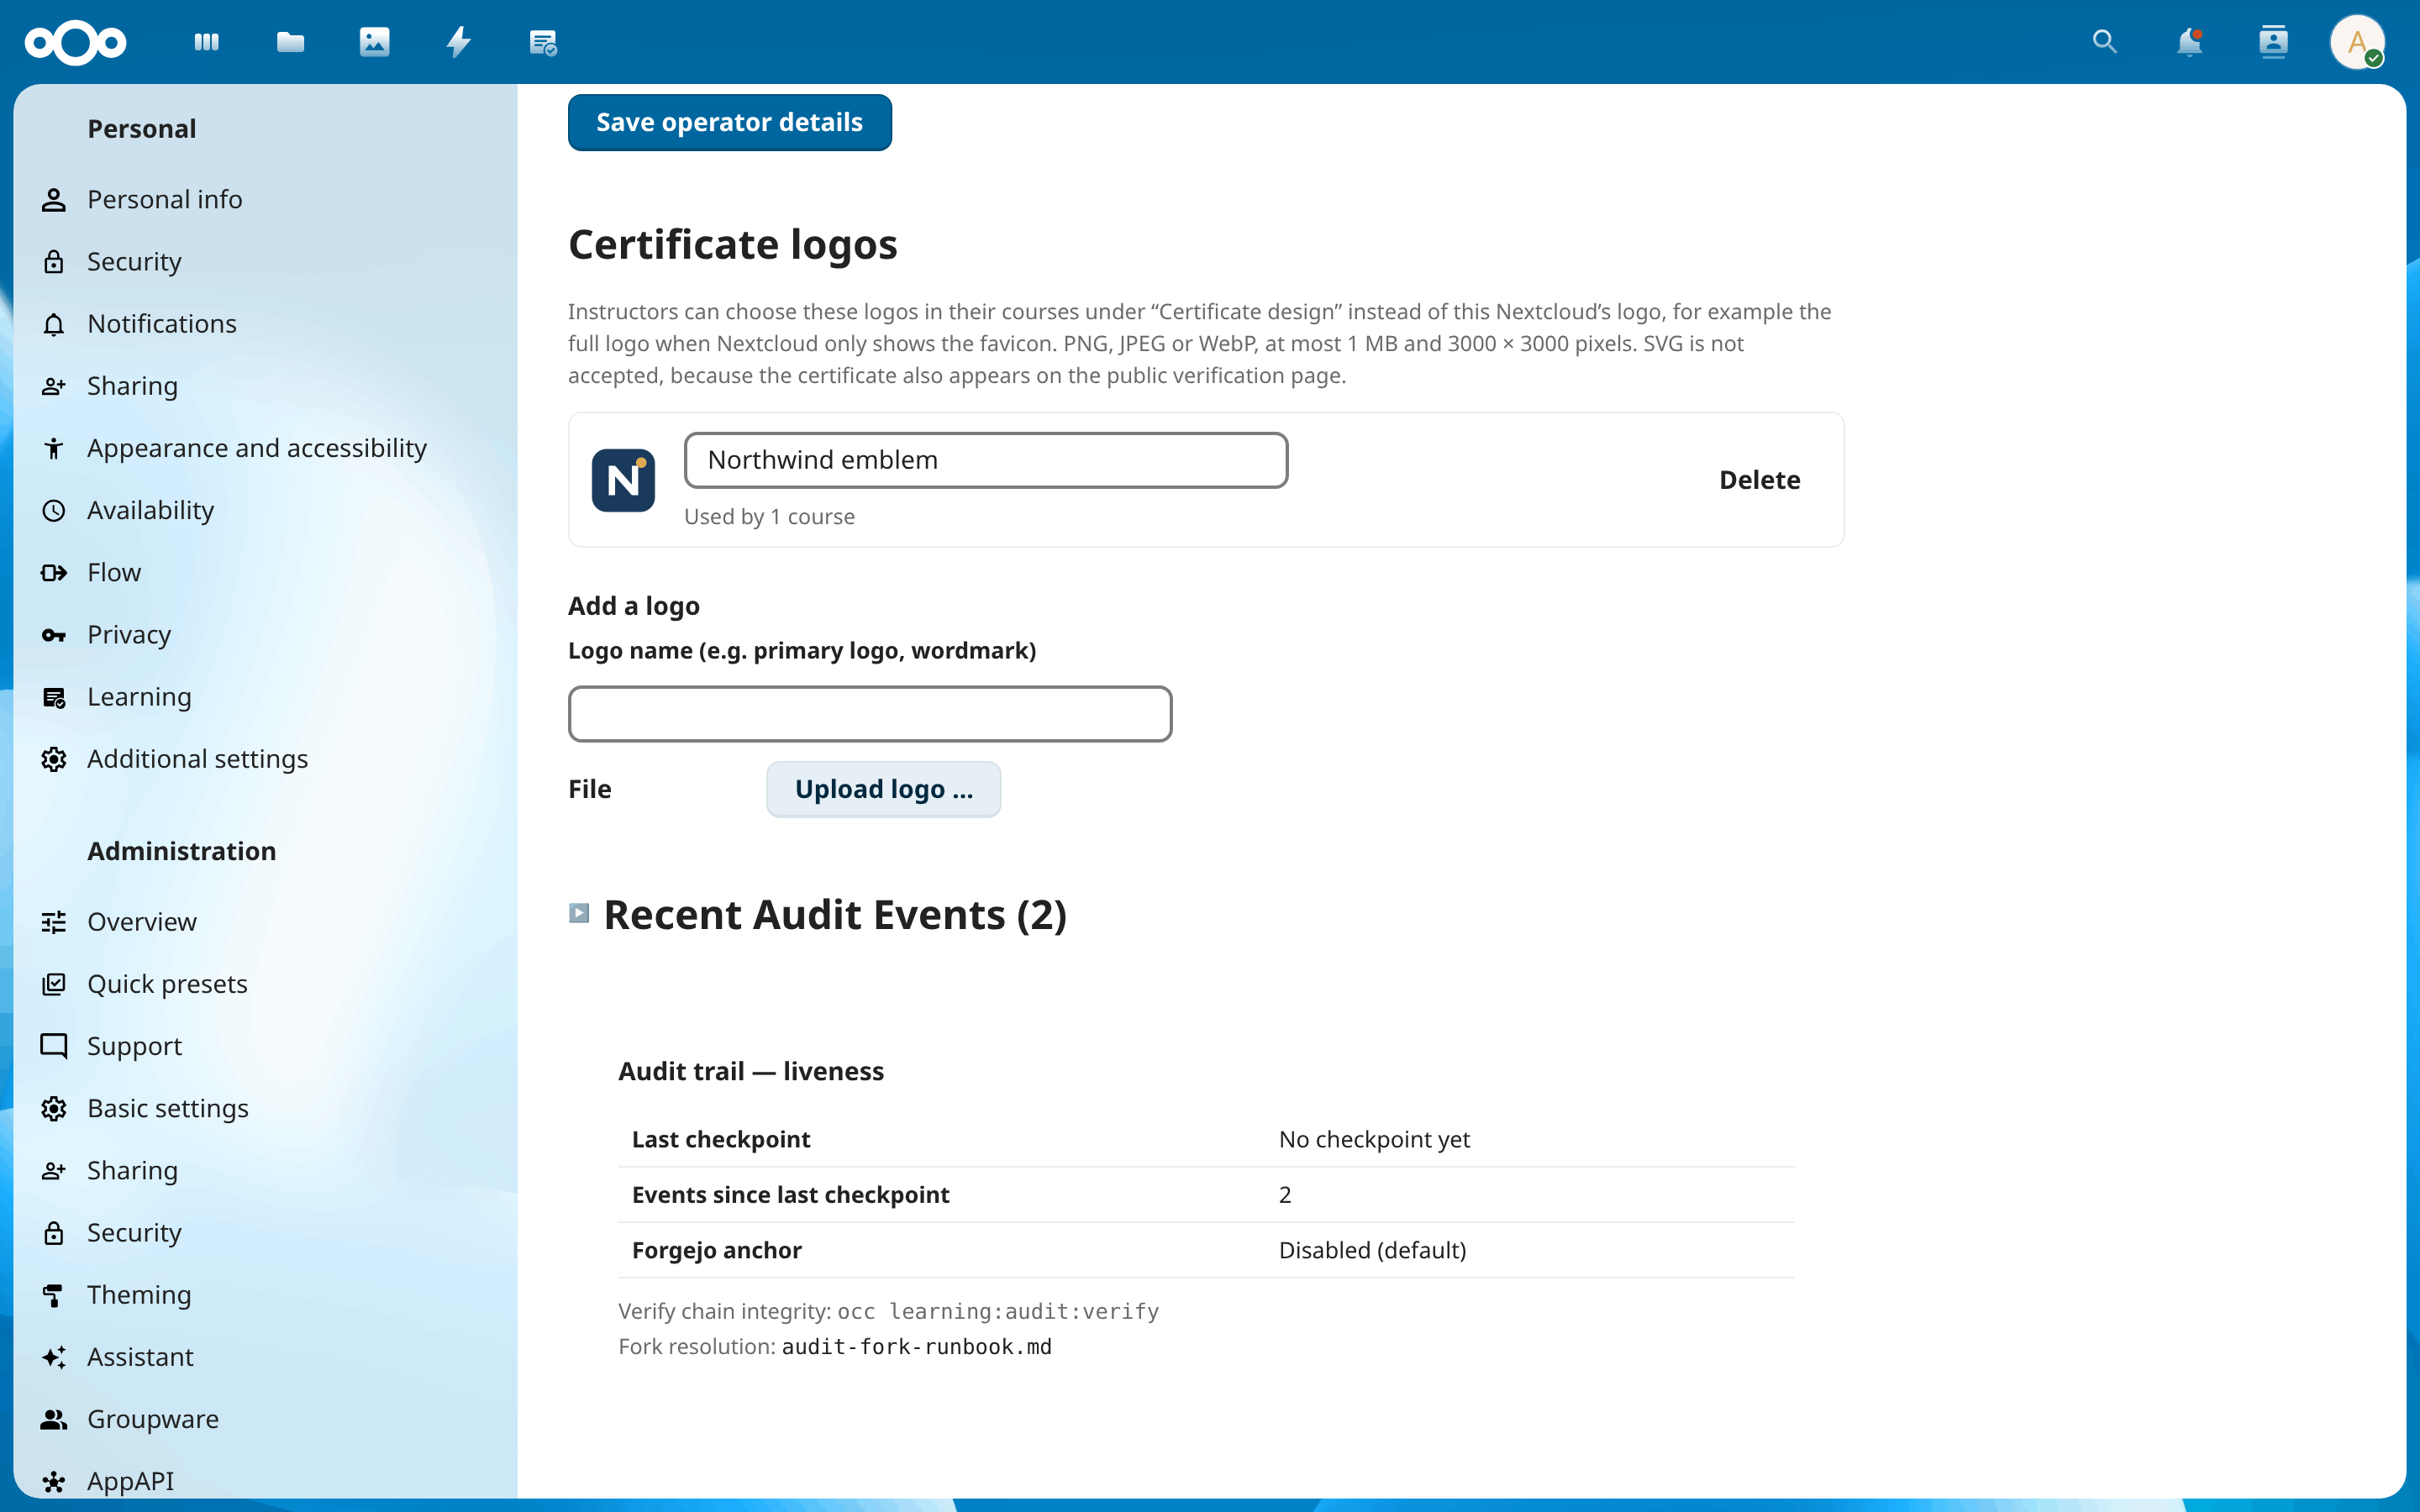 A
Personal
Personal info
Security
Notifications
Sharing
Appearance and accessibility
Availability
Flow
Privacy
Learning
Additional settings
Administration
Overview
Quick presets
Support
Basic settings
Sharing
Security
Theming
Assistant
Groupware
AppAPI
Save operator details
Certificate logos
Instructors can choose these logos in their courses under “Certificate design” instead of this Nextcloud’s logo, for example the
full logo when Nextcloud only shows the favicon. PNG, JPEG or WebP, at most 1 MB and 3000 × 3000 pixels. SVG is not
accepted, because the certificate also appears on the public verification page.
N
Northwind emblem
Used by 1 course
Delete
Add a logo
Logo name (e.g. primary logo, wordmark)
File
Upload logo ...
Recent Audit Events (2)
Audit trail — liveness
Last checkpoint No checkpoint yet
Events since last checkpoint 2
Forgejo anchor Disabled (default)
Verify chain integrity: occ learning:audit:verify
Fork resolution: audit-fork-runbook.md